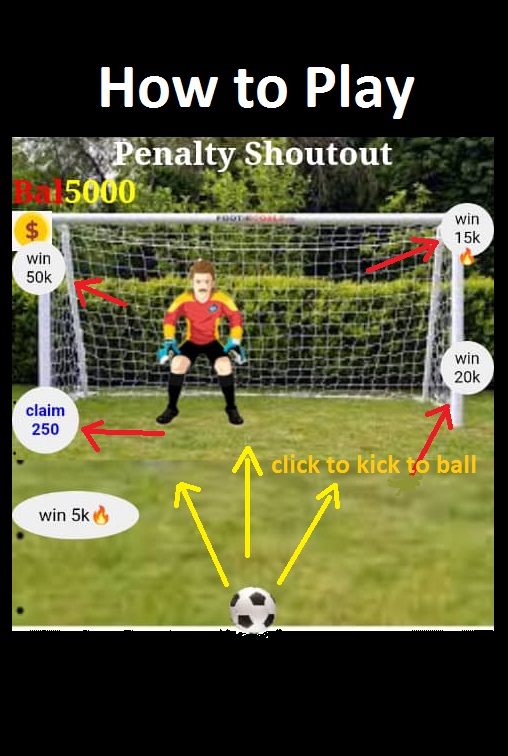 How to Play
Penalty Shoutout
Bal5000
$
win
15k
win
50k
win
20k
claim
250
click to kick to ball
win 5k